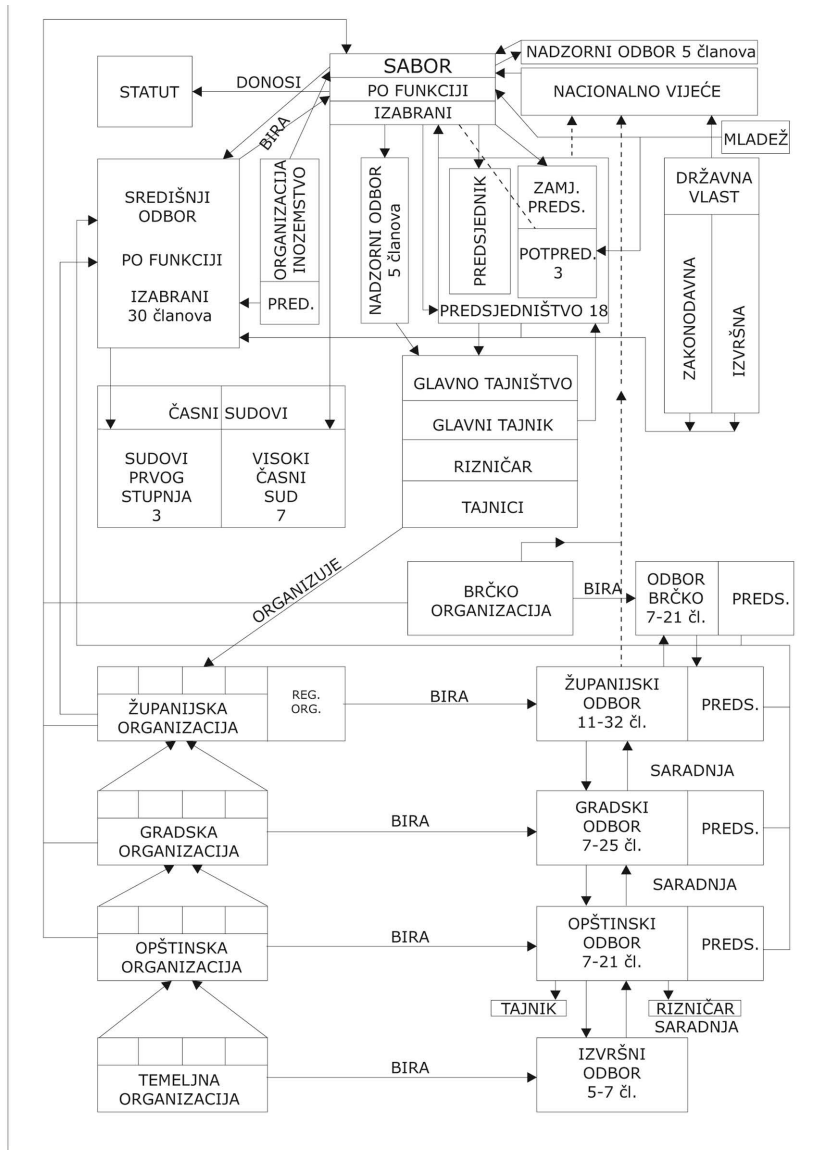 SABOR
PO FUNKCIJI
IZABRANI
NADZORNI ODBOR 5 članova
NACIONALNO VIJEĆE
MLADEŽ
STATUT
DONOSI
BIRA
SREDIŠNJI
ODBOR
PO FUNKCIJI
IZABRANI
30 članova
ORGANIZACIJA
INOZEMSTVO
PRED.
NADZORNI ODBOR
5 članova
PREDSJEDNIK
ZAMJ.
PREDS.
POTPRED.
3
PREDSJEDNIŠTVO 18
DRŽAVNA
VLAST
ZAKONODAVNA
IZVRŠNA
GLAVNO TAJNIŠTVO
GLAVNI TAJNIK
RIZNIČAR
TAJNICI
ČASNI SUDOVI
SUDOVI
PRVOG
STUPNJA
3
VISOKI
ČASNI
SUD
7
ORGANIZUJE
BRČKO
ORGANIZACIJA
BIRA
ODBOR
BRČKO
7-21 čl.
PREDS.
ŽUPANIJSKA
ORGANIZACIJA
REG.
ORG.
BIRA
ŽUPANIJSKI
ODBOR
11-32 čl.
PREDS.
SARADNJA
GRADSKA
ORGANIZACIJA
BIRA
GRADSKI
ODBOR
7-25 čl.
PREDS.
SARADNJA
OPŠTINSKA
ORGANIZACIJA
BIRA
OPŠTINSKI
ODBOR
7-21 čl.
PREDS.
TAJNIK
RIZNIČAR
SARADNJA
TEMELJNA
ORGANIZACIJA
BIRA
IZVRŠNI
ODBOR
5-7 čl.